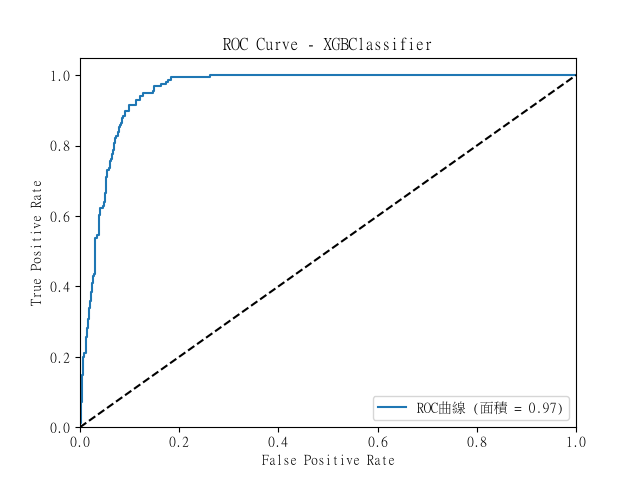 ROC Curve - XGBClassifier
True Positive Rate
1.0
0.8
0.6
0.4
0.2
0.0
0.0 0.2 0.4 0.6 0.8 1.0
False Positive Rate
ROC曲線 (面積 = 0.97)